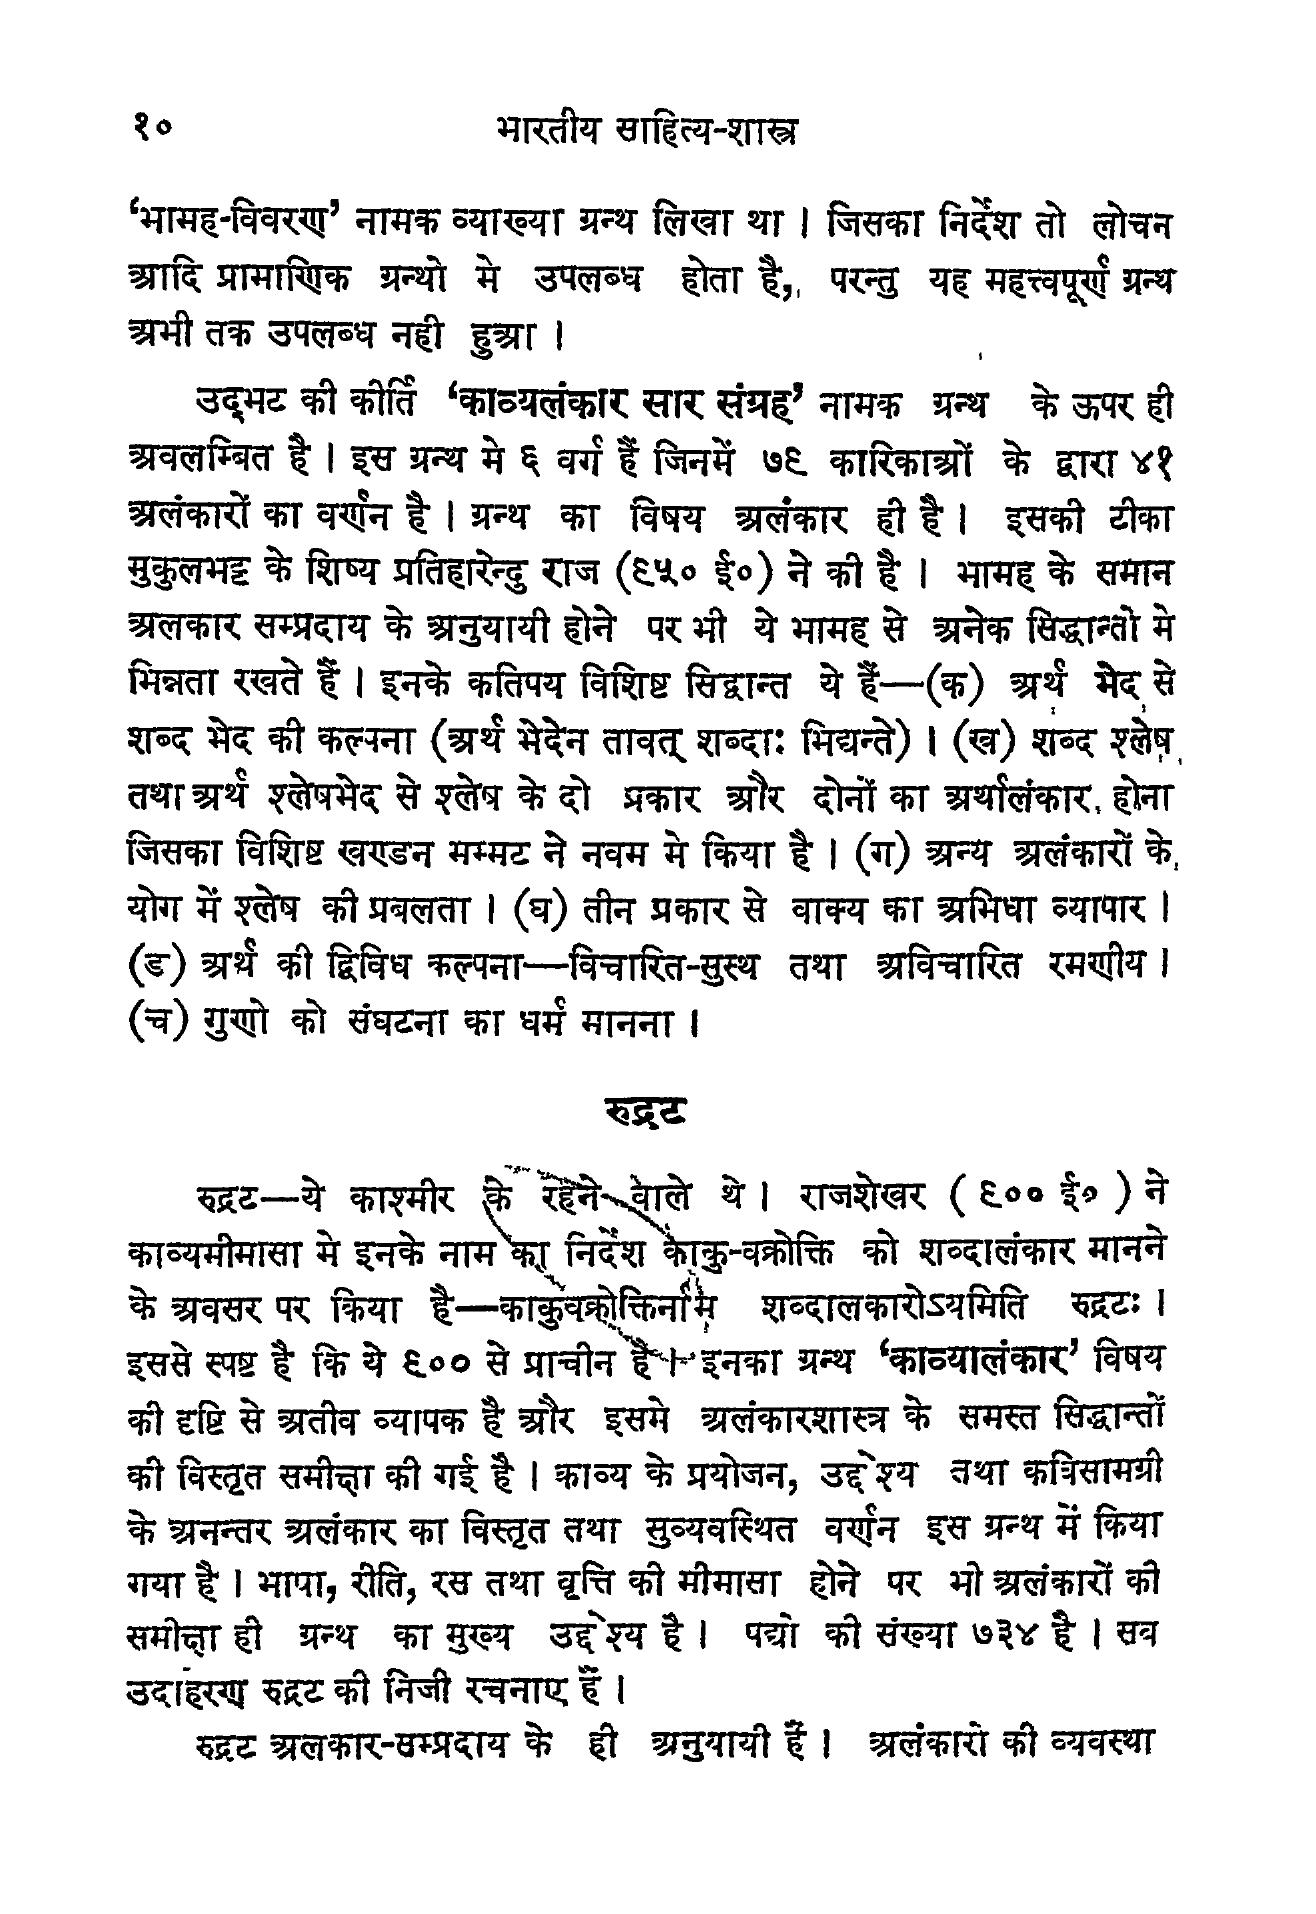 १०
भारतीय साहित्य-शास्त्र
‘भामह-विवरण’ नामक व्याख्या ग्रन्थ लिखा था । जिसका निर्देश तो लोचन
आदि प्रामाणिक ग्रन्थो मे उपलब्ध होता है, परन्तु यह महत्त्वपूर्ण ग्रन्थ
अभी तक उपलब्ध नही हुआ ।
उद्भट की कीर्ति ‘काव्यलंकार सार संग्रह’ नामक ग्रन्थ के ऊपर ही
अवलम्बित है । इस ग्रन्थ मे ६ वर्ग हैं जिनमें ७९ कारिकाओं के द्वारा ४१
अलंकारों का वर्णन है । ग्रन्थ का विषय अलंकार ही है । इसकी टीका
मुकुलभट्ट के शिष्य प्रतिहारेन्दु राज (९५० ई०) ने की है । भामह के समान
अलकार सम्प्रदाय के अनुयायी होने पर भी ये भामह से अनेक सिद्धान्तो मे
भिन्नता रखते हैं । इनके कतिपय विशिष्ट सिद्वान्त ये हैं—(क) अर्थ भेद से
शब्द भेद की कल्पना (अर्थ भेदेन तावत् शब्दाः भिद्यन्ते) । (ख) शब्द श्लेष
तथा अर्थ श्लेषभेद से श्लेष के दो प्रकार और दोनों का अर्थालंकार होना
जिसका विशिष्ट खण्डन मम्मट ने नवम मे किया है । (ग) अन्य अलंकारों के
योग में श्लेष की प्रबलता । (घ) तीन प्रकार से वाक्य का अभिधा व्यापार ।
(ड) अर्थ की द्विविध कल्पना—विचारित-सुस्थ तथा अविचारित रमणीय ।
(च) गुणो को संघटना का धर्म मानना ।
रुद्रट
रुद्रट—ये काश्मीर के रहेने वाले थे । राजशेखर ( ९०० ई० ) ने
काव्यमीमासा मे इनके नाम का निर्देश काकु-वक्रोक्ति को शब्दालंकार मानने
के अवसर पर किया है—काकुवक्रोक्तिर्नाम शब्दालकारोऽयमिति रुद्रटः ।
इससे स्पष्ट है कि ये ९०० से प्राचीन है । इनका ग्रन्थ ‘काव्यालंकार’ विषय
की दृष्टि से अतीव व्यापक है और इसमे अलंकारशास्त्र के समस्त सिद्धान्तों
की विस्तृत समीक्षा की गई है । काव्य के प्रयोजन, उद्देश्य तथा कविसामग्री
के अनन्तर अलंकार का विस्तृत तथा सुव्यवस्थित वर्णन इस ग्रन्थ में किया
गया है । भाषा, रीति, रस तथा वृत्ति की मीमासा होने पर भी अलंकारों की
समीक्षा ही ग्रन्थ का मुख्य उद्देश्य है । पद्यो की संख्या ७३४ है । सब
उदाहरण रुद्रट की निजी रचनाए हैं ।
रुद्रट अलकार-सम्प्रदाय के ही अनुयायी हैं । अलंकारो की व्यवस्था